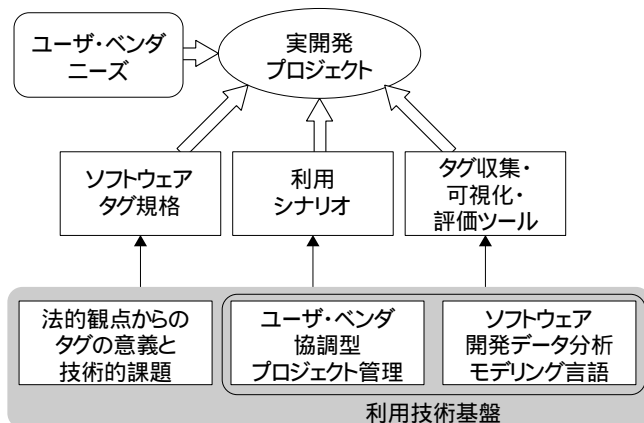 ユーザ・ベンダ
ニーズ
実開発
プロジェクト
ソフトウェア
タグ規格
利用
シナリオ
タグ収集・
可視化・
評価ツール
法的観点からの
タグの意義と
技術的課題
ユーザ・ベンダ
協調型
プロジェクト管理
ソフトウェア
開発データ分析
モデリング言語
利用技術基盤